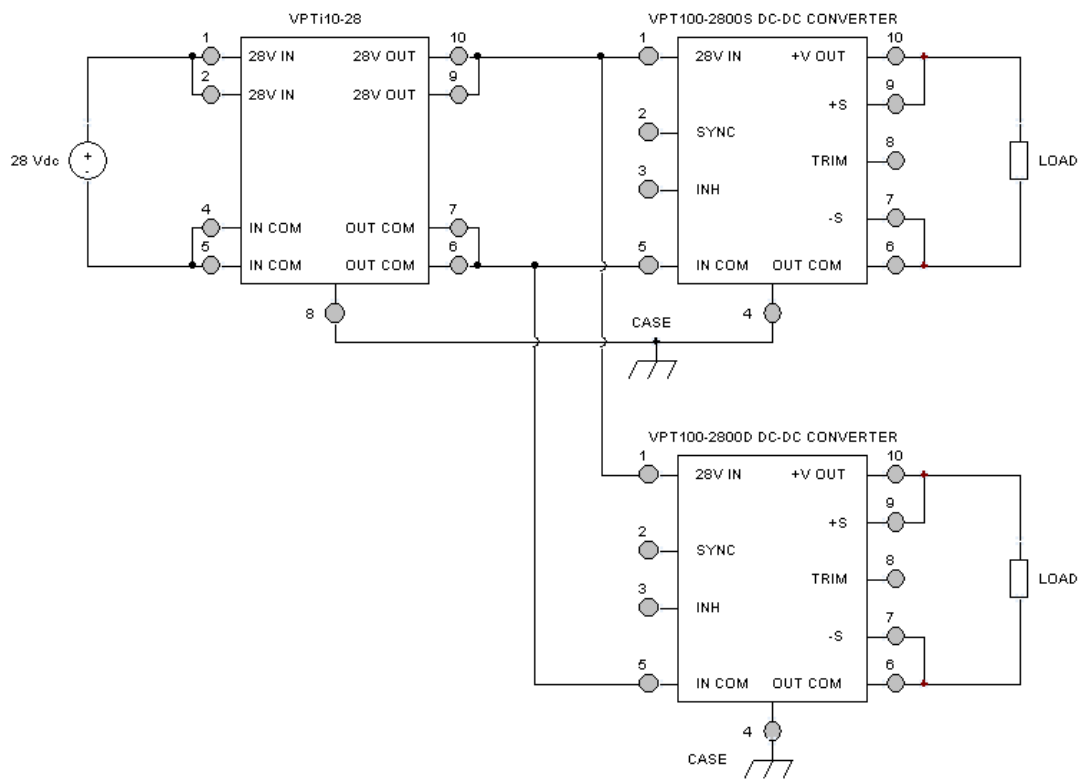 VPTi10-28
VPT100-2800S DC-DC CONVERTER
1 10 1 10
28V IN 28V OUT 28V IN +V OUT
2 9 9
28V IN 28V OUT +S
2
SYNC
8
28 Vdc + - TRIM LOAD
3
INH
7
-S
4 7
IN COM OUT COM
5 6 5 6
IN COM OUT COM IN COM OUT COM
8 CASE 4
VPT100-2800D DC-DC CONVERTER
1 10
28V IN +V OUT
9
+S
2
SYNC
8
TRIM LOAD
3
INH
7
-S
5 6
IN COM OUT COM
4
CASE